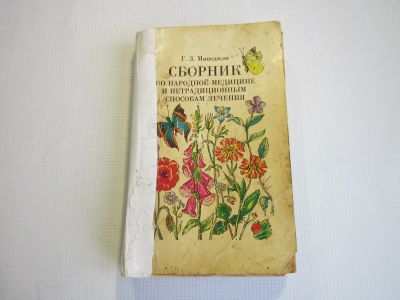 Г. З. Минеджян
СБОРНИК
ПО НАРОДНОЙ МЕДИЦИНЕ
И НЕТРАДИЦИОННЫМ
СПОСОБАМ ЛЕЧЕНИЯ